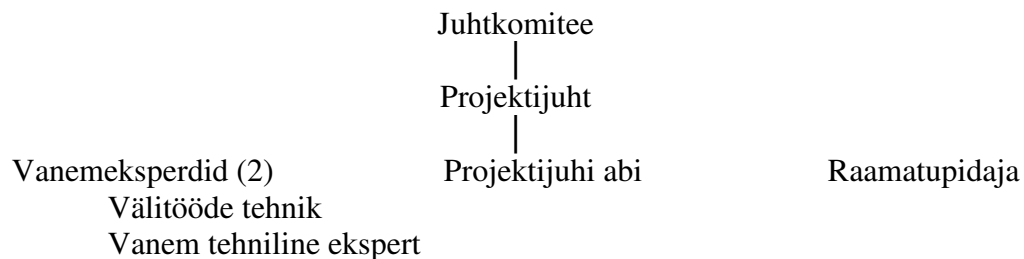 Juhtkomitee
Projektijuht
Vanemeksperdid (2) Projektijuhi abi Raamatupidaja
Välitööde tehnik
Vanem tehniline ekspert